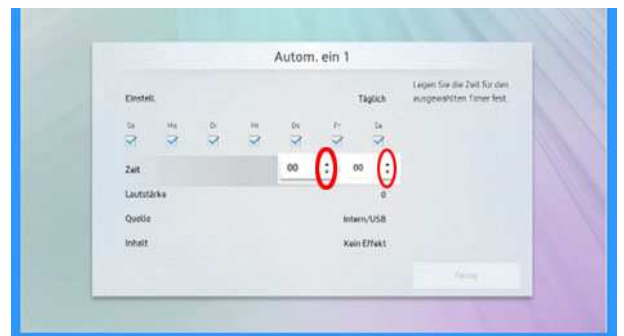 Autom. ein 1
Legen Sie die Zeit für den
ausgewählten Timer fest.
Einstell. Täglich
So Mo Di Mi Do Fr Sa
Zeit 00 : 00 :
Lautstärke 0
Quelle Intern/USB
Inhalt Kein Effekt
Fertig